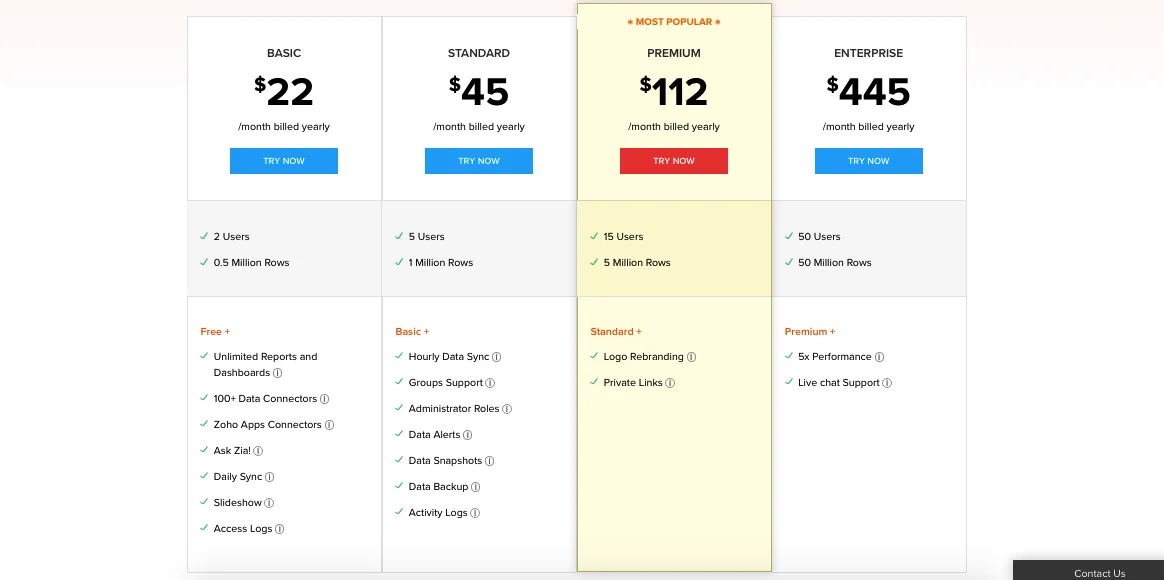 BASIC
$22
/month billed yearly
TRY NOW
2 Users
0.5 Million Rows
Free +
Unlimited Reports and
Dashboards
100+ Data Connectors
Zoho Apps Connectors
Ask Zia!
Daily Sync
Slideshow
Access Logs
STANDARD
$45
/month billed yearly
TRY NOW
5 Users
1 Million Rows
Basic +
Hourly Data Sync
Groups Support
Administrator Roles
Data Alerts
Data Snapshots
Data Backup
Activity Logs
* MOST POPULAR *
PREMIUM
$112
/month billed yearly
TRY NOW
15 Users
5 Million Rows
Standard +
Logo Rebranding
Private Links
ENTERPRISE
$445
/month billed yearly
TRY NOW
50 Users
50 Million Rows
Premium +
5x Performance
Live chat Support
Contact Us